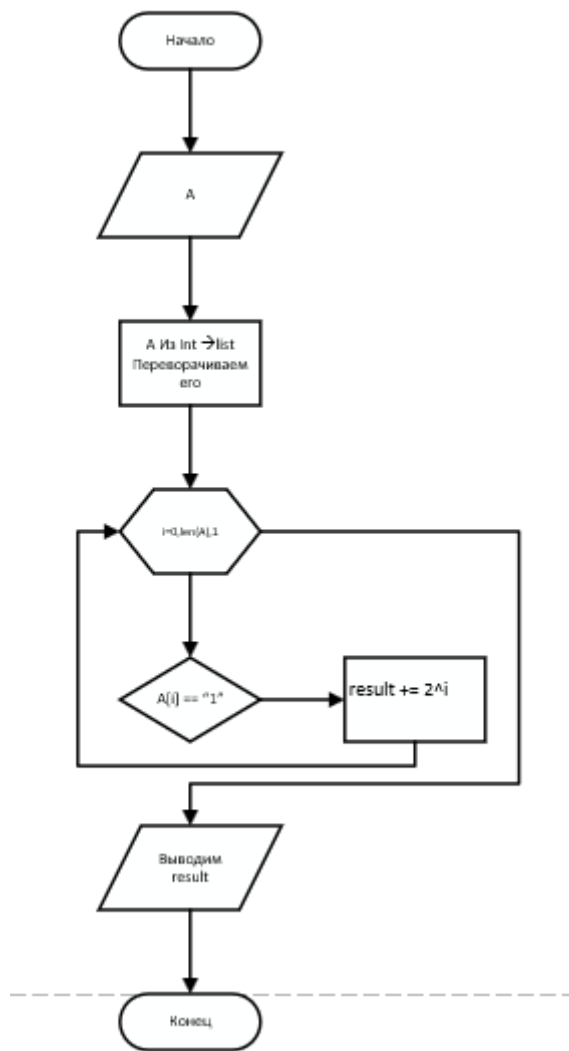 Начало
A
A Из Int →list
Переворачиваем
его
i=0,len(A),1
A[i] == "1"
result += 2^i
Выводим
result
Конец